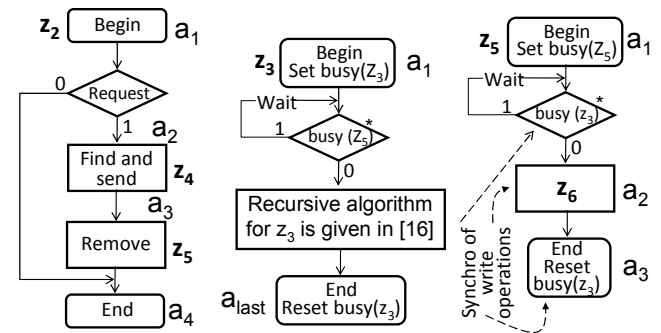 z₂
Begin
a₁
0
Request
1
a₂
Find and
send
z₄
a₃
Remove
z₅
End
a₄
z₃
Begin
Set busy(Z₃)
a₁
Wait
1
busy (Z₅)
*
0
Recursive algorithm
for z₃ is given in [16]
a_last
End
Reset busy(z₃)
z₅
Begin
Set busy(Z₅)
a₁
Wait
1
busy (z₃)
*
0
z₆
a₂
End
Reset
busy(z₃)
a₃
Synchro of
write
operations